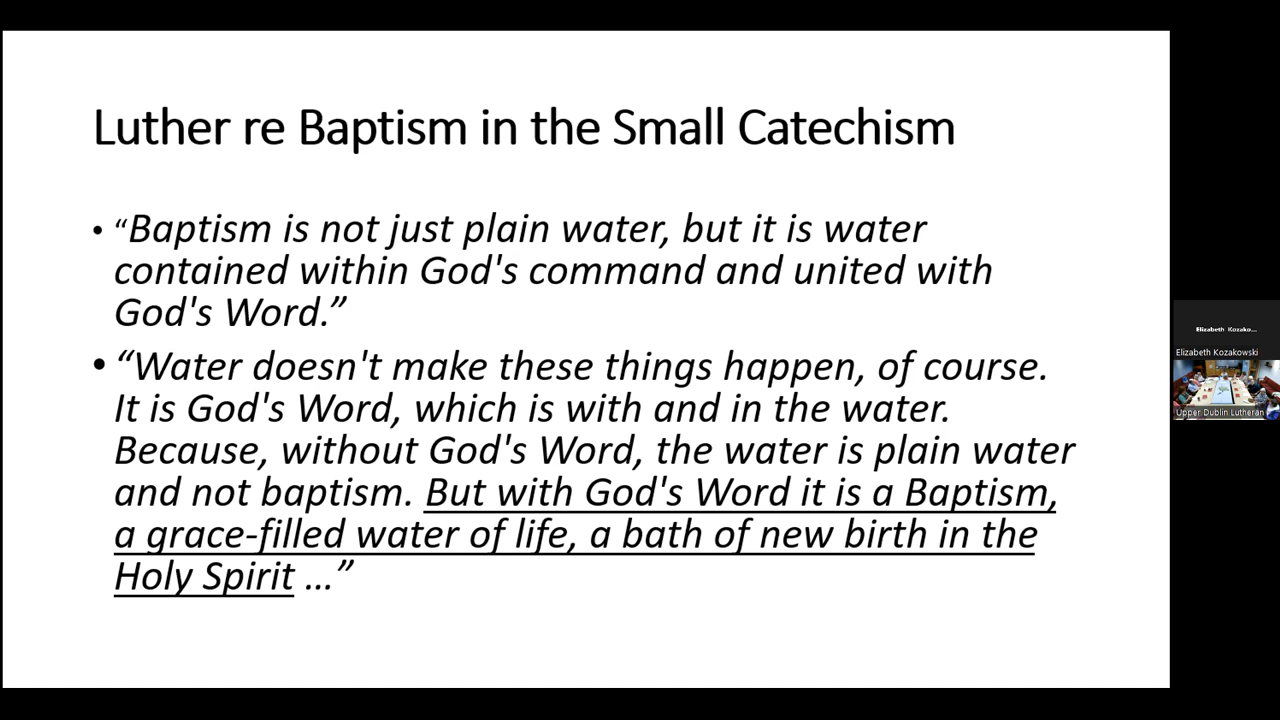 Luther re Baptism in the Small Catechism
• “Baptism is not just plain water, but it is water
contained within God's command and united with
God's Word.”
• “Water doesn't make these things happen, of course.
It is God's Word, which is with and in the water.
Because, without God's Word, the water is plain water
and not baptism. But with God's Word it is a Baptism,
a grace-filled water of life, a bath of new birth in the
Holy Spirit …”
Elizabeth Kozako...
Elizabeth Kozakowski
Upper Dublin Lutheran